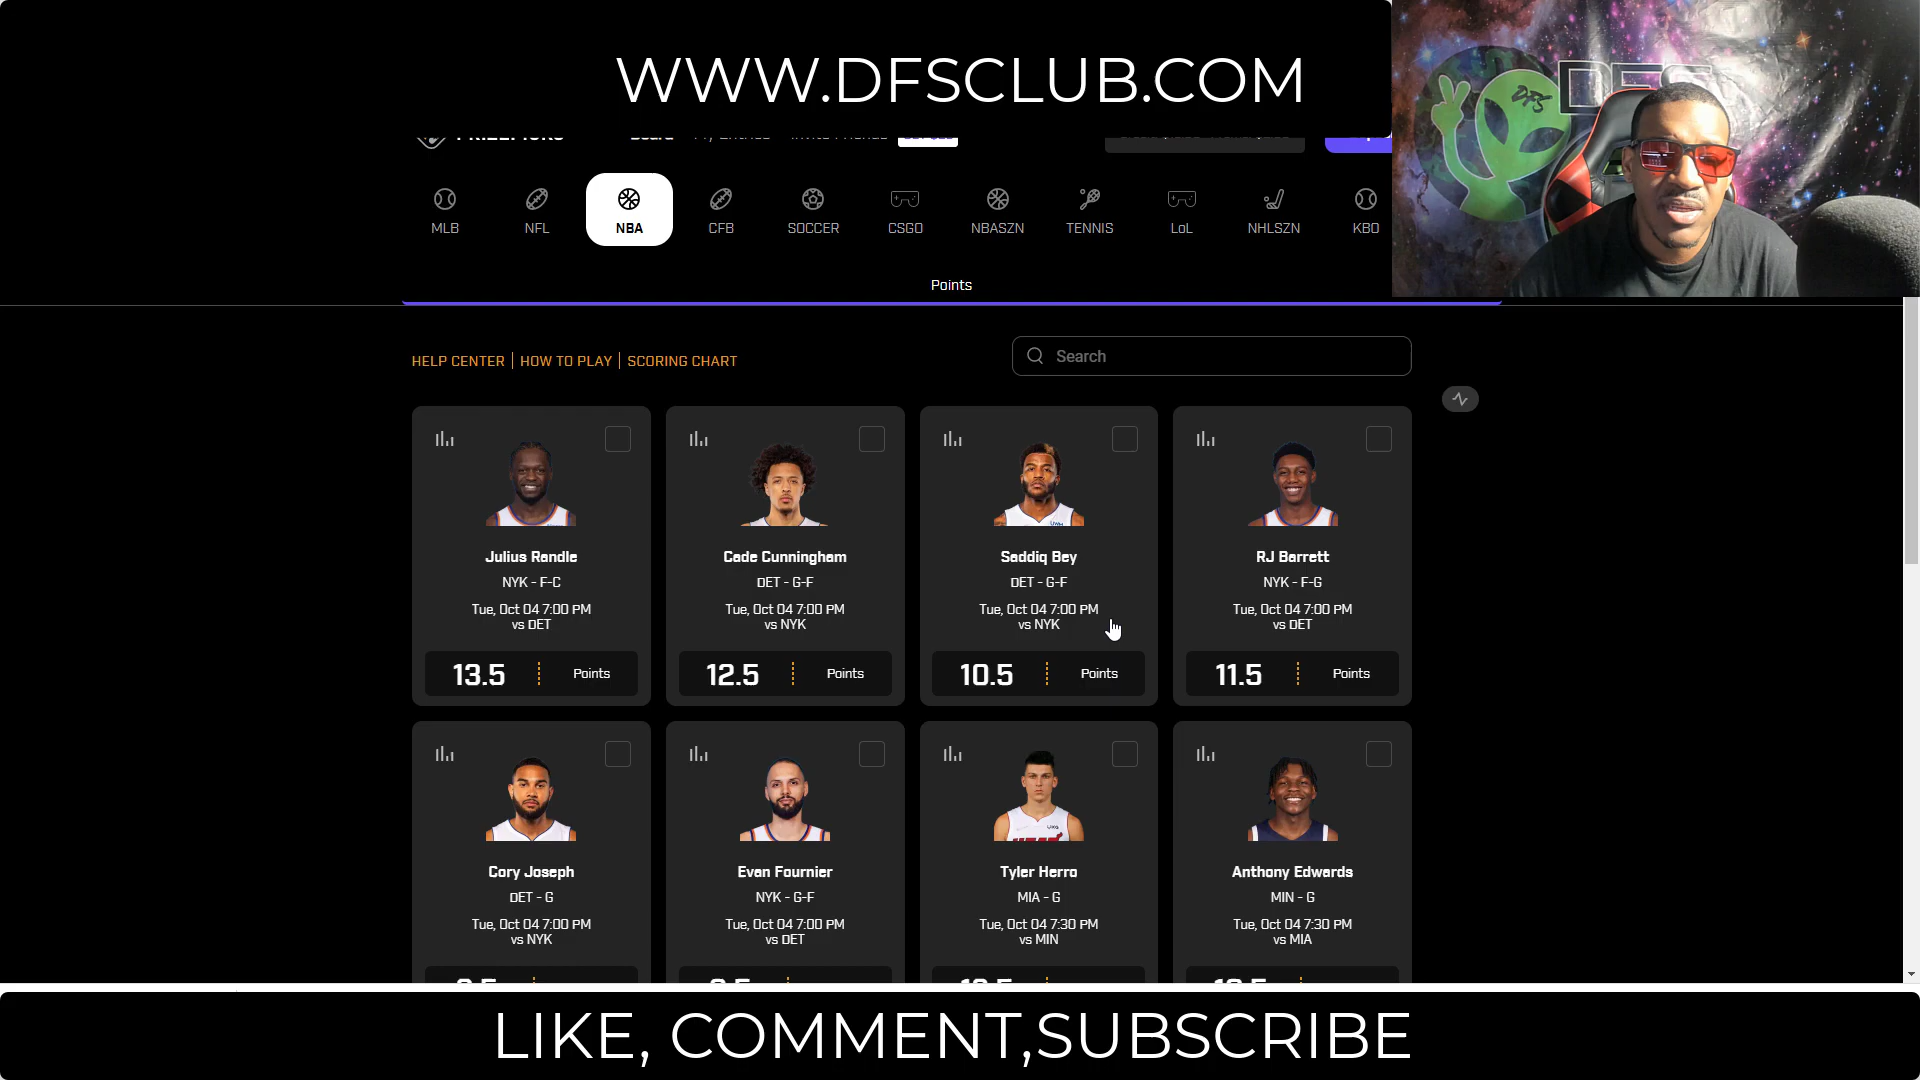 WWW.DFSCLUB.COM
DFS
DFS
MLB
NFL
NBA
CFB
SOCCER
CSGO
NBASZN
TENNIS
LoL
NHLSZN
KBO
Points
HELP CENTER | HOW TO PLAY | SCORING CHART
Search
Julius Randle
NYK - F-C
Tue, Oct 04 7:00 PM
vs DET
13.5
Points
Cade Cunningham
DET - G-F
Tue, Oct 04 7:00 PM
vs NYK
12.5
Points
Saddiq Bey
DET - G-F
Tue, Oct 04 7:00 PM
vs NYK
10.5
Points
RJ Barrett
NYK - F-G
Tue, Oct 04 7:00 PM
vs DET
11.5
Points
Cory Joseph
DET - G
Tue, Oct 04 7:00 PM
vs NYK
Evan Fournier
NYK - G-F
Tue, Oct 04 7:00 PM
vs DET
Tyler Herro
MIA - G
Tue, Oct 04 7:30 PM
vs MIN
Anthony Edwards
MIN - G
Tue, Oct 04 7:30 PM
vs MIA
LIKE, COMMENT,SUBSCRIBE